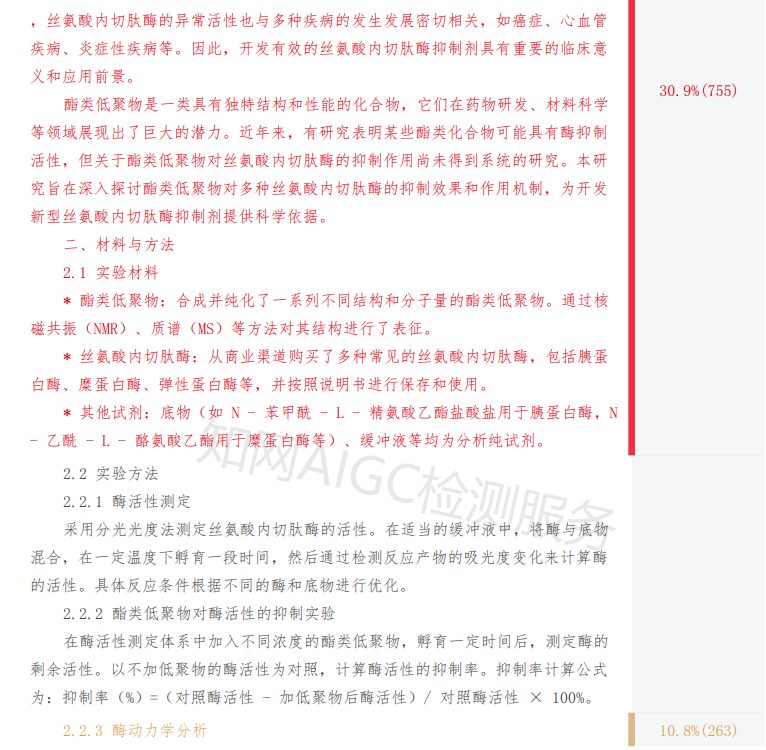 ，丝氨酸内切肽酶的异常活性也与多种疾病的发生发展密切相关，如癌症、心血管
疾病、炎症性疾病等。因此，开发有效的丝氨酸内切肽酶抑制剂具有重要的临床意
义和应用前景。
30.9%(755)
酯类低聚物是一类具有独特结构和性能的化合物，它们在药物研发、材料科学
等领域展现出了巨大的潜力。近年来，有研究表明某些酯类化合物可能具有酶抑制
活性，但关于酯类低聚物对丝氨酸内切肽酶的抑制作用尚未得到系统的研究。本研
究旨在深入探讨酯类低聚物对多种丝氨酸内切肽酶的抑制效果和作用机制，为开发
新型丝氨酸内切肽酶抑制剂提供科学依据。
二、材料与方法
2.1 实验材料
* 酯类低聚物：合成并纯化了一系列不同结构和分子量的酯类低聚物。通过核
磁共振（NMR）、质谱（MS）等方法对其结构进行了表征。
* 丝氨酸内切肽酶：从商业渠道购买了多种常见的丝氨酸内切肽酶，包括胰蛋
白酶、糜蛋白酶、弹性蛋白酶等，并按照说明书进行保存和使用。
* 其他试剂：底物（如 N - 苯甲酰 - L - 精氨酸乙酯盐酸盐用于胰蛋白酶，N
- 乙酰 - L - 酪氨酸乙酯用于糜蛋白酶等）、缓冲液等均为分析纯试剂。
知网AIGC检测服务
2.2 实验方法
2.2.1 酶活性测定
采用分光光度法测定丝氨酸内切肽酶的活性。在适当的缓冲液中，将酶与底物
混合，在一定温度下孵育一段时间，然后通过检测反应产物的吸光度变化来计算酶
的活性。具体反应条件根据不同的酶和底物进行优化。
2.2.2 酯类低聚物对酶活性的抑制实验
在酶活性测定体系中加入不同浓度的酯类低聚物，孵育一定时间后，测定酶的
剩余活性。以不加低聚物的酶活性为对照，计算酶活性的抑制率。抑制率计算公式
为：抑制率（%）=（对照酶活性 - 加低聚物后酶活性）/ 对照酶活性 × 100%。
2.2.3 酶动力学分析
10.8%(263)